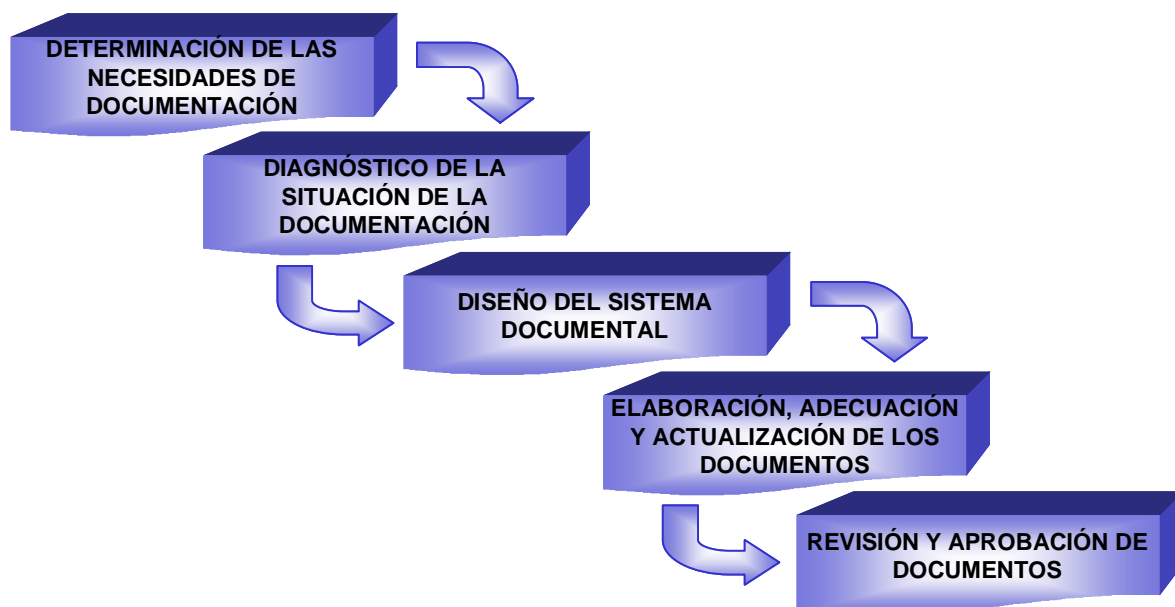 DETERMINACIÓN DE LAS
NECESIDADES DE
DOCUMENTACIÓN
DIAGNÓSTICO DE LA
SITUACIÓN DE LA
DOCUMENTACIÓN
DISEÑO DEL SISTEMA
DOCUMENTAL
ELABORACIÓN, ADECUACIÓN
Y ACTUALIZACIÓN DE LOS
DOCUMENTOS
REVISIÓN Y APROBACIÓN DE
DOCUMENTOS